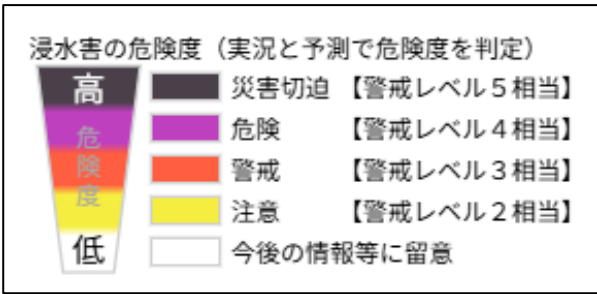 浸水害の危険度（実況と予測で危険度を判定）
高
危険度
低
災害切迫【警戒レベル５相当】
危険【警戒レベル４相当】
警戒【警戒レベル３相当】
注意【警戒レベル２相当】
今後の情報等に留意